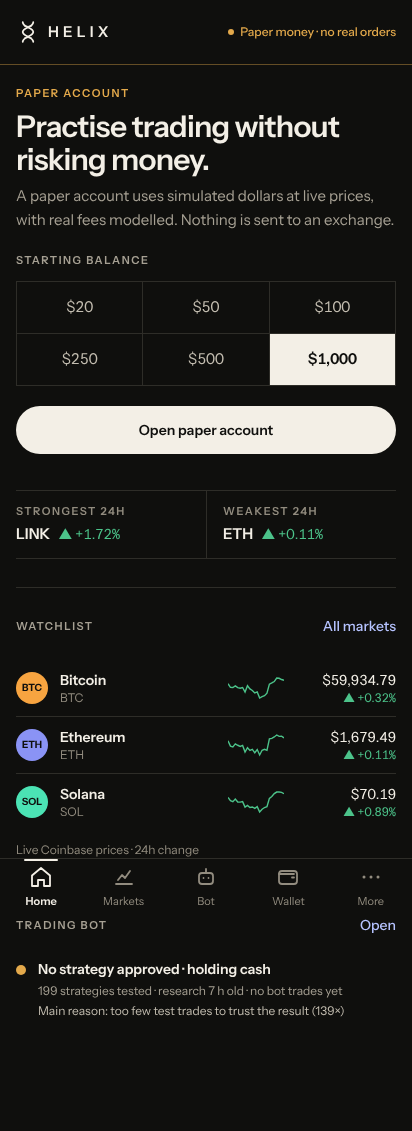 HELIX
Paper money · no real orders
PAPER ACCOUNT
Practise trading without
risking money.
A paper account uses simulated dollars at live prices,
with real fees modelled. Nothing is sent to an exchange.
STARTING BALANCE
$20
$50
$100
$250
$500
$1,000
Open paper account
STRONGEST 24H
LINK ▲ +1.72%
WEAKEST 24H
ETH ▲ +0.11%
WATCHLIST
All markets
BTC
Bitcoin
BTC
$59,934.79
▲ +0.32%
ETH
Ethereum
ETH
$1,679.49
▲ +0.11%
SOL
Solana
SOL
$70.19
▲ +0.89%
Live Coinbase prices · 24h change
Home
Markets
Bot
Wallet
More
TRADING BOT
Open
No strategy approved · holding cash
199 strategies tested · research 7 h old · no bot trades yet
Main reason: too few test trades to trust the result (139×)